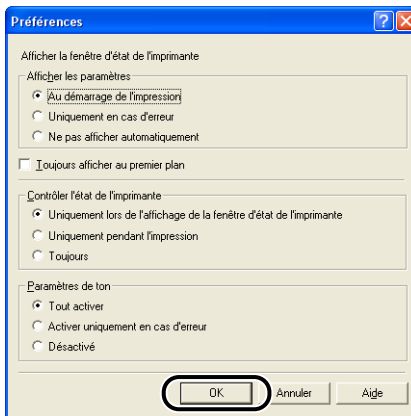 Préférences
Afficher la fenêtre d'état de l'imprimante
Afficher les paramètres
Au démarrage de l'impression
Uniquement en cas d'erreur
Ne pas afficher automatiquement
Toujours afficher au premier plan
Contrôler l'état de l'imprimante
Uniquement lors de l'affichage de la fenêtre d'état de l'imprimante
Uniquement pendant l'impression
Toujours
Paramètres de ton
Tout activer
Activer uniquement en cas d'erreur
Désactivé
OK Annuler Aide